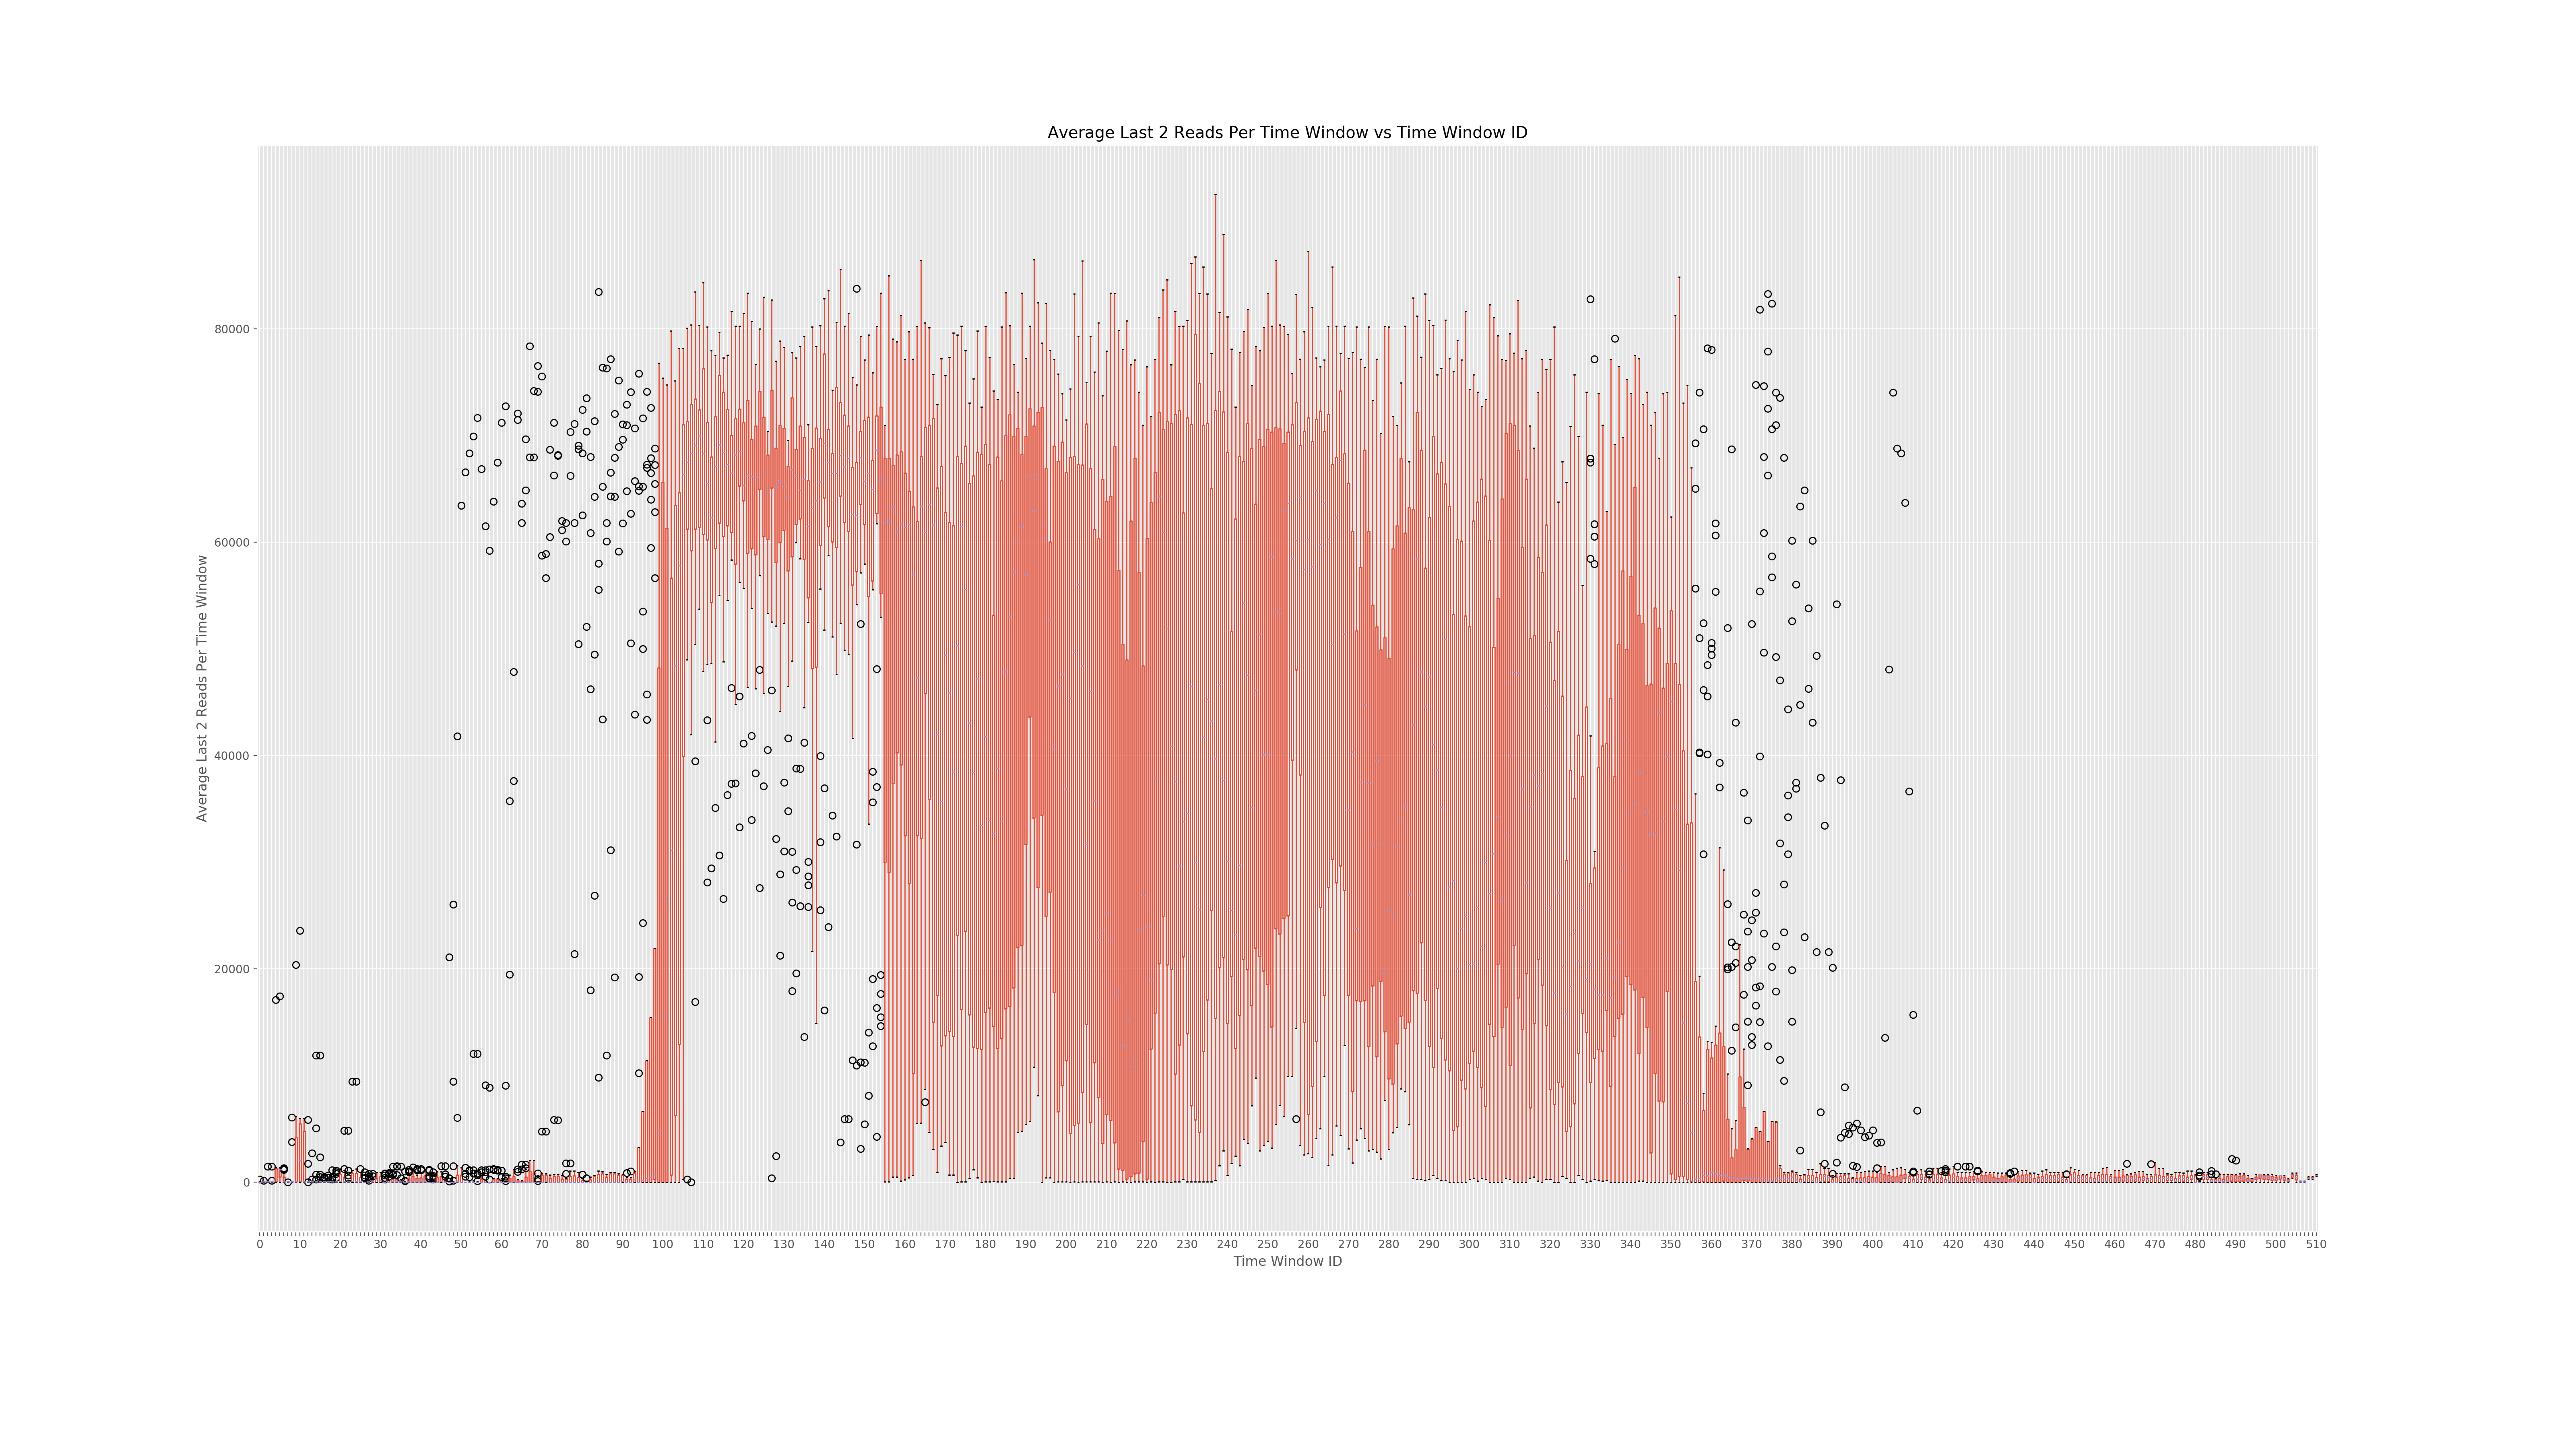 Average Last 2 Reads Per Time Window vs Time Window ID
Average Last 2 Reads Per Time Window
80000
60000
40000
20000
0
0 10 20 30 40 50 60 70 80 90 100 110 120 130 140 150 160 170 180 190 200 210 220 230 240 250 260 270 280 290 300 310 320 330 340 350 360 370 380 390 400 410 420 430 440 450 460 470 480 490 500 510
Time Window ID